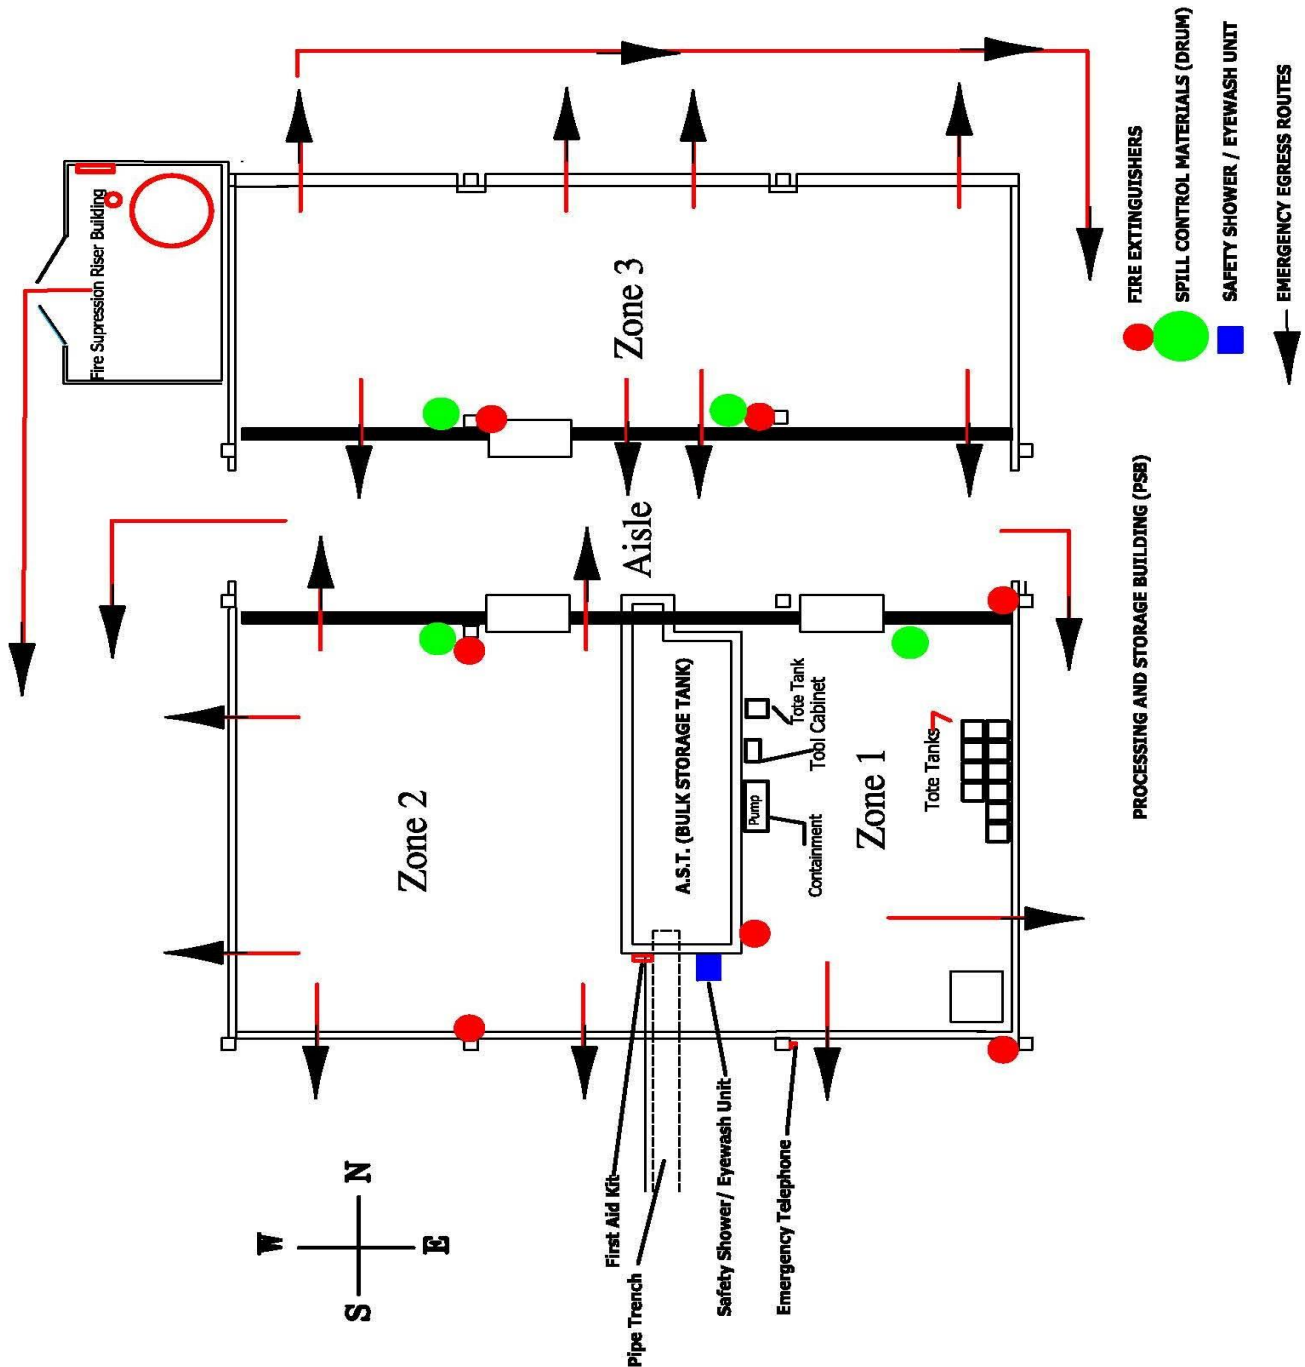 FIRE EXTINGUISHERS
SPILL CONTROL MATERIALS (DRUM)
SAFETY SHOWER / EYEWASH UNIT
EMERGENCY EGRESS ROUTES
Fire Supression Riser Building
Zone 3
Aisle
Zone 2
A.S.T. (BULK STORAGE TANK)
Tote Tank
Tool Cabinet
Pump
Containment
Zone 1
Tote Tanks
PROCESSING AND STORAGE BUILDING (PSB)
W
N
S
E
First Aid Kit
Pipe Trench
Safety Shower/ Eyewash Unit
Emergency Telephone